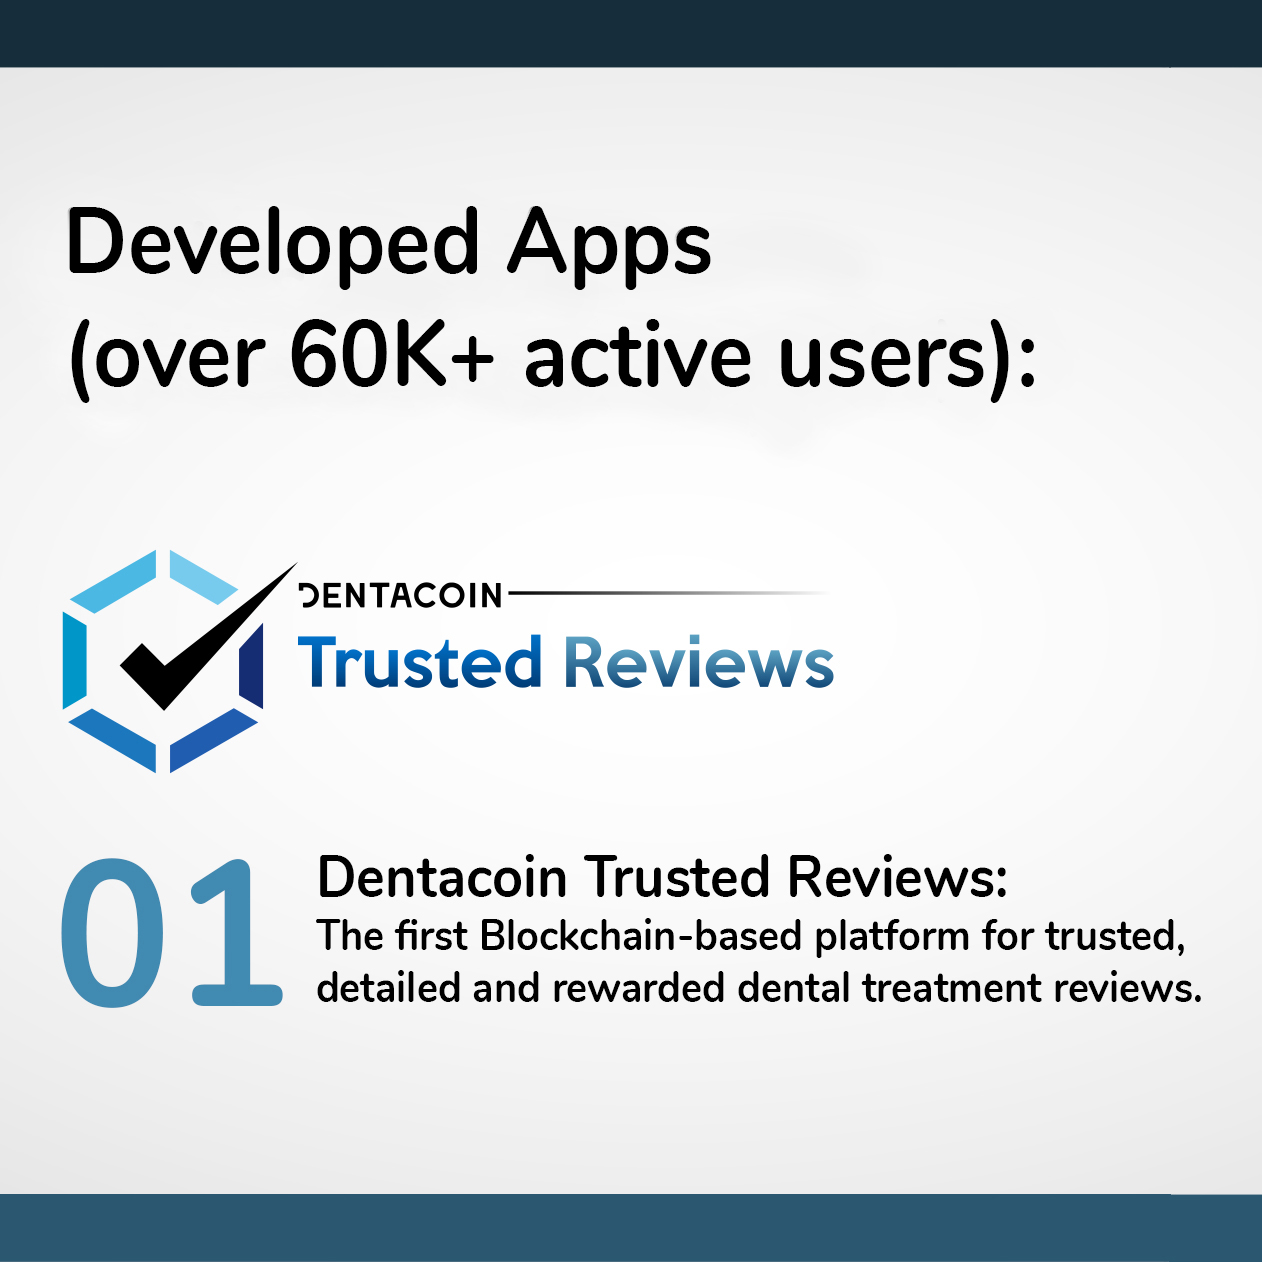 Developed Apps
(over 60K+ active users):
DENTACOIN
Trusted Reviews
01
Dentacoin Trusted Reviews:
The first Blockchain-based platform for trusted,
detailed and rewarded dental treatment reviews.